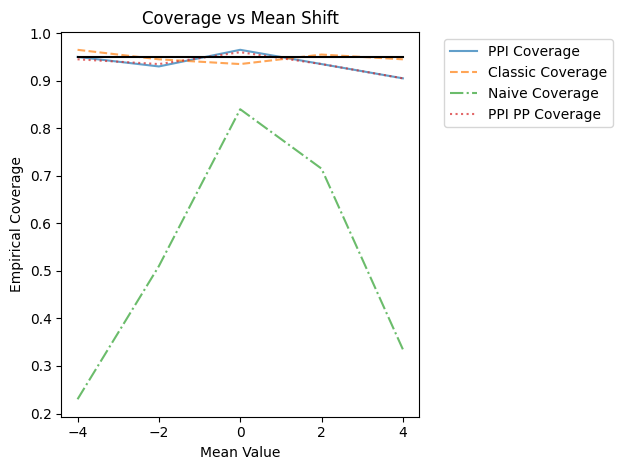 Coverage vs Mean Shift
PPI Coverage
Classic Coverage
Naive Coverage
PPI PP Coverage
Empirical Coverage
1.0
0.9
0.8
0.7
0.6
0.5
0.4
0.3
0.2
−4
−2
0
2
4
Mean Value